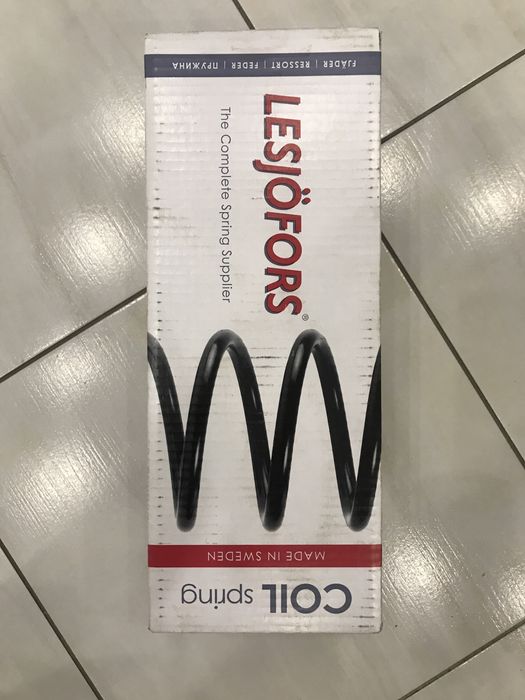 FJÄDER | RESSORT | FEDER | ПРУЖИНА
LESJÖFORS®
The Complete Spring Supplier
MADE IN SWEDEN
COIL spring